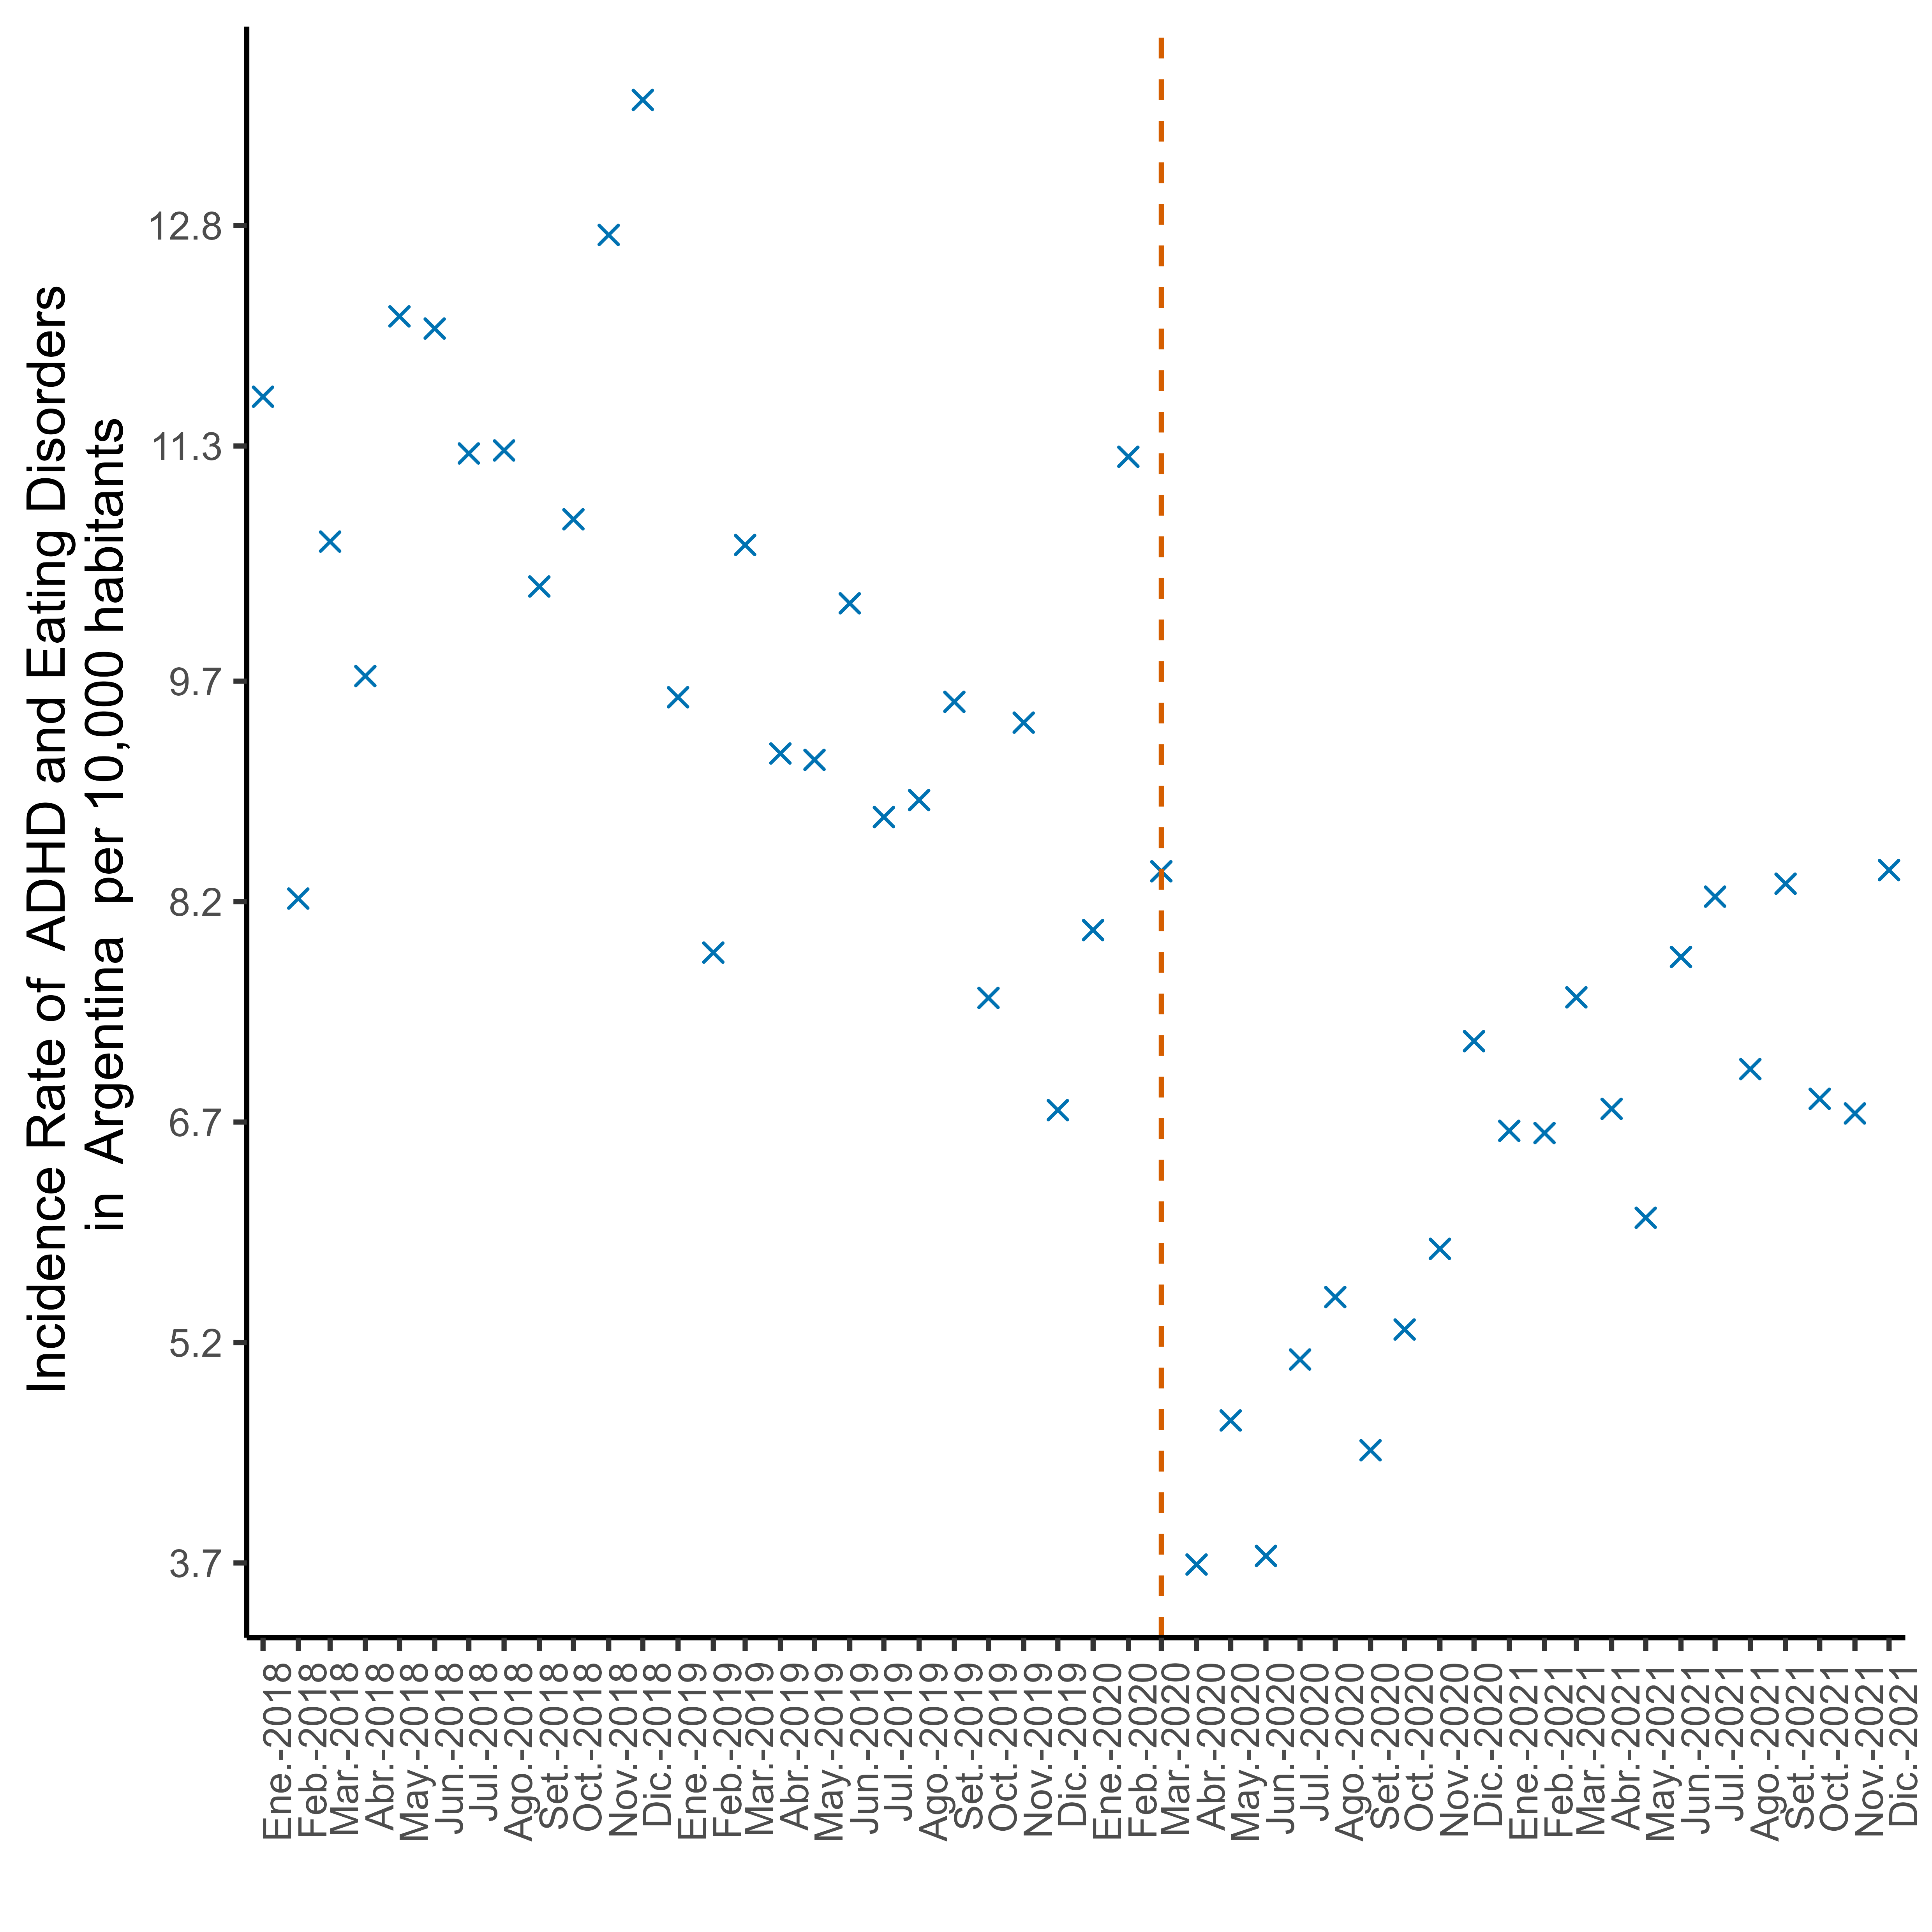 Incidence Rate of  ADHD and Eating Disorders
in  Argentina  per 10,000 habitants
12.8
11.3
9.7
8.2
6.7
5.2
3.7
Ene.-2018
Feb.-2018
Mar.-2018
Abr.-2018
May.-2018
Jun.-2018
Jul.-2018
Ago.-2018
Set.-2018
Oct.-2018
Nov.-2018
Dic.-2018
Ene.-2019
Feb.-2019
Mar.-2019
Abr.-2019
May.-2019
Jun.-2019
Jul.-2019
Ago.-2019
Set.-2019
Oct.-2019
Nov.-2019
Dic.-2019
Ene.-2020
Feb.-2020
Mar.-2020
Abr.-2020
May.-2020
Jun.-2020
Jul.-2020
Ago.-2020
Set.-2020
Oct.-2020
Nov.-2020
Dic.-2020
Ene.-2021
Feb.-2021
Mar.-2021
Abr.-2021
May.-2021
Jun.-2021
Jul.-2021
Ago.-2021
Set.-2021
Oct.-2021
Nov.-2021
Dic.-2021